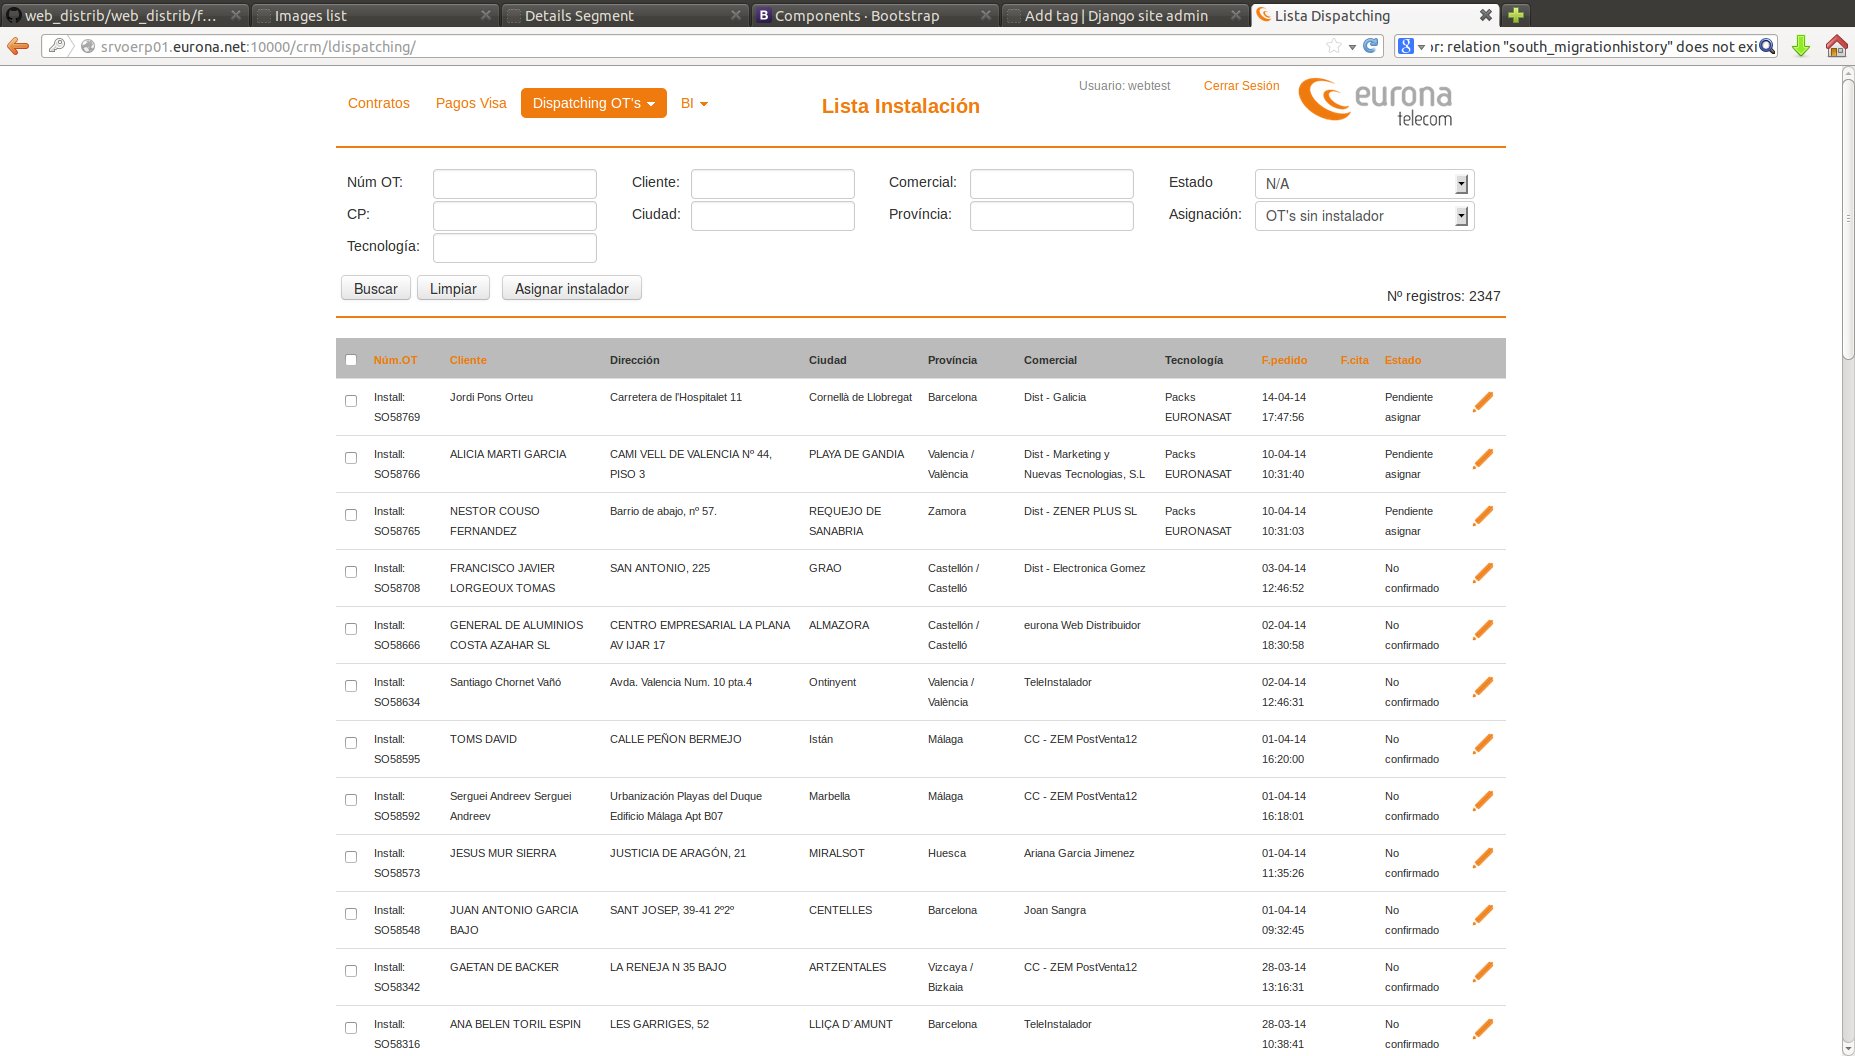 web_distrib/web_distrib/f...
Images list
Details Segment
Components · Bootstrap
Add tag | Django site admin
Lista Dispatching
srvoerp01.eurona.net:10000/crm/ldispatching/
or: relation "south_migrationhistory" does not exi
Contratos
Pagos Visa
Dispatching OT's
BI
Lista Instalación
Usuario: webtest
Cerrar Sesión
eurona
telecom
Núm OT:
Cliente:
Comercial:
Estado
N/A
CP:
Ciudad:
Província:
Asignación:
OT's sin instalador
Tecnología:
Buscar
Limpiar
Asignar instalador
Nº registros: 2347
Núm.OT Cliente Dirección Ciudad Província Comercial Tecnología F.pedido F.cita Estado
Install: Jordi Pons Orteu Carretera de l'Hospitalet 11 Cornellà de Llobregat Barcelona Dist - Galicia Packs 14-04-14 Pendiente
SO58769 EURONASAT 17:47:56 asignar
Install: ALICIA MARTI GARCIA CAMI VELL DE VALENCIA Nº 44, PLAYA DE GANDIA Valencia / Dist - Marketing y Packs 10-04-14 Pendiente
SO58766 PISO 3 València Nuevas Tecnologias, S.L EURONASAT 10:31:40 asignar
Install: NESTOR COUSO Barrio de abajo, nº 57. REQUEJO DE Zamora Dist - ZENER PLUS SL Packs 10-04-14 Pendiente
SO58765 FERNANDEZ SANABRIA EURONASAT 10:31:03 asignar
Install: FRANCISCO JAVIER SAN ANTONIO, 225 GRAO Castellón / Dist - Electronica Gomez 03-04-14 No
SO58708 LORGEOUX TOMAS Castelló 12:46:52 confirmado
Install: GENERAL DE ALUMINIOS CENTRO EMPRESARIAL LA PLANA ALMAZORA Castellón / eurona Web Distribuidor 02-04-14 No
SO58666 COSTA AZAHAR SL AV IJAR 17 Castelló 18:30:58 confirmado
Install: Santiago Chornet Vañó Avda. Valencia Num. 10 pta.4 Ontinyent Valencia / TeleInstalador 02-04-14 No
SO58634 València 12:46:31 confirmado
Install: TOMS DAVID CALLE PEÑON BERMEJO Istán Málaga CC - ZEM PostVenta12 01-04-14 No
SO58595 16:20:00 confirmado
Install: Serguei Andreev Serguei Urbanización Playas del Duque Marbella Málaga CC - ZEM PostVenta12 01-04-14 No
SO58592 Andreev Edificio Málaga Apt B07 16:18:01 confirmado
Install: JESUS MUR SIERRA JUSTICIA DE ARAGÓN, 21 MIRALSOT Huesca Ariana Garcia Jimenez 01-04-14 No
SO58573 11:35:26 confirmado
Install: JUAN ANTONIO GARCIA SANT JOSEP, 39-41 2º2º CENTELLES Barcelona Joan Sangra 01-04-14 No
SO58548 BAJO 09:32:45 confirmado
Install: GAETAN DE BACKER LA RENEJA N 35 BAJO ARTZENTALES Vizcaya / CC - ZEM PostVenta12 28-03-14 No
SO58342 Bizkaia 13:16:31 confirmado
Install: ANA BELEN TORIL ESPIN LES GARRIGES, 52 LLIÇA D´AMUNT Barcelona TeleInstalador 28-03-14 No
SO58316 10:38:41 confirmado